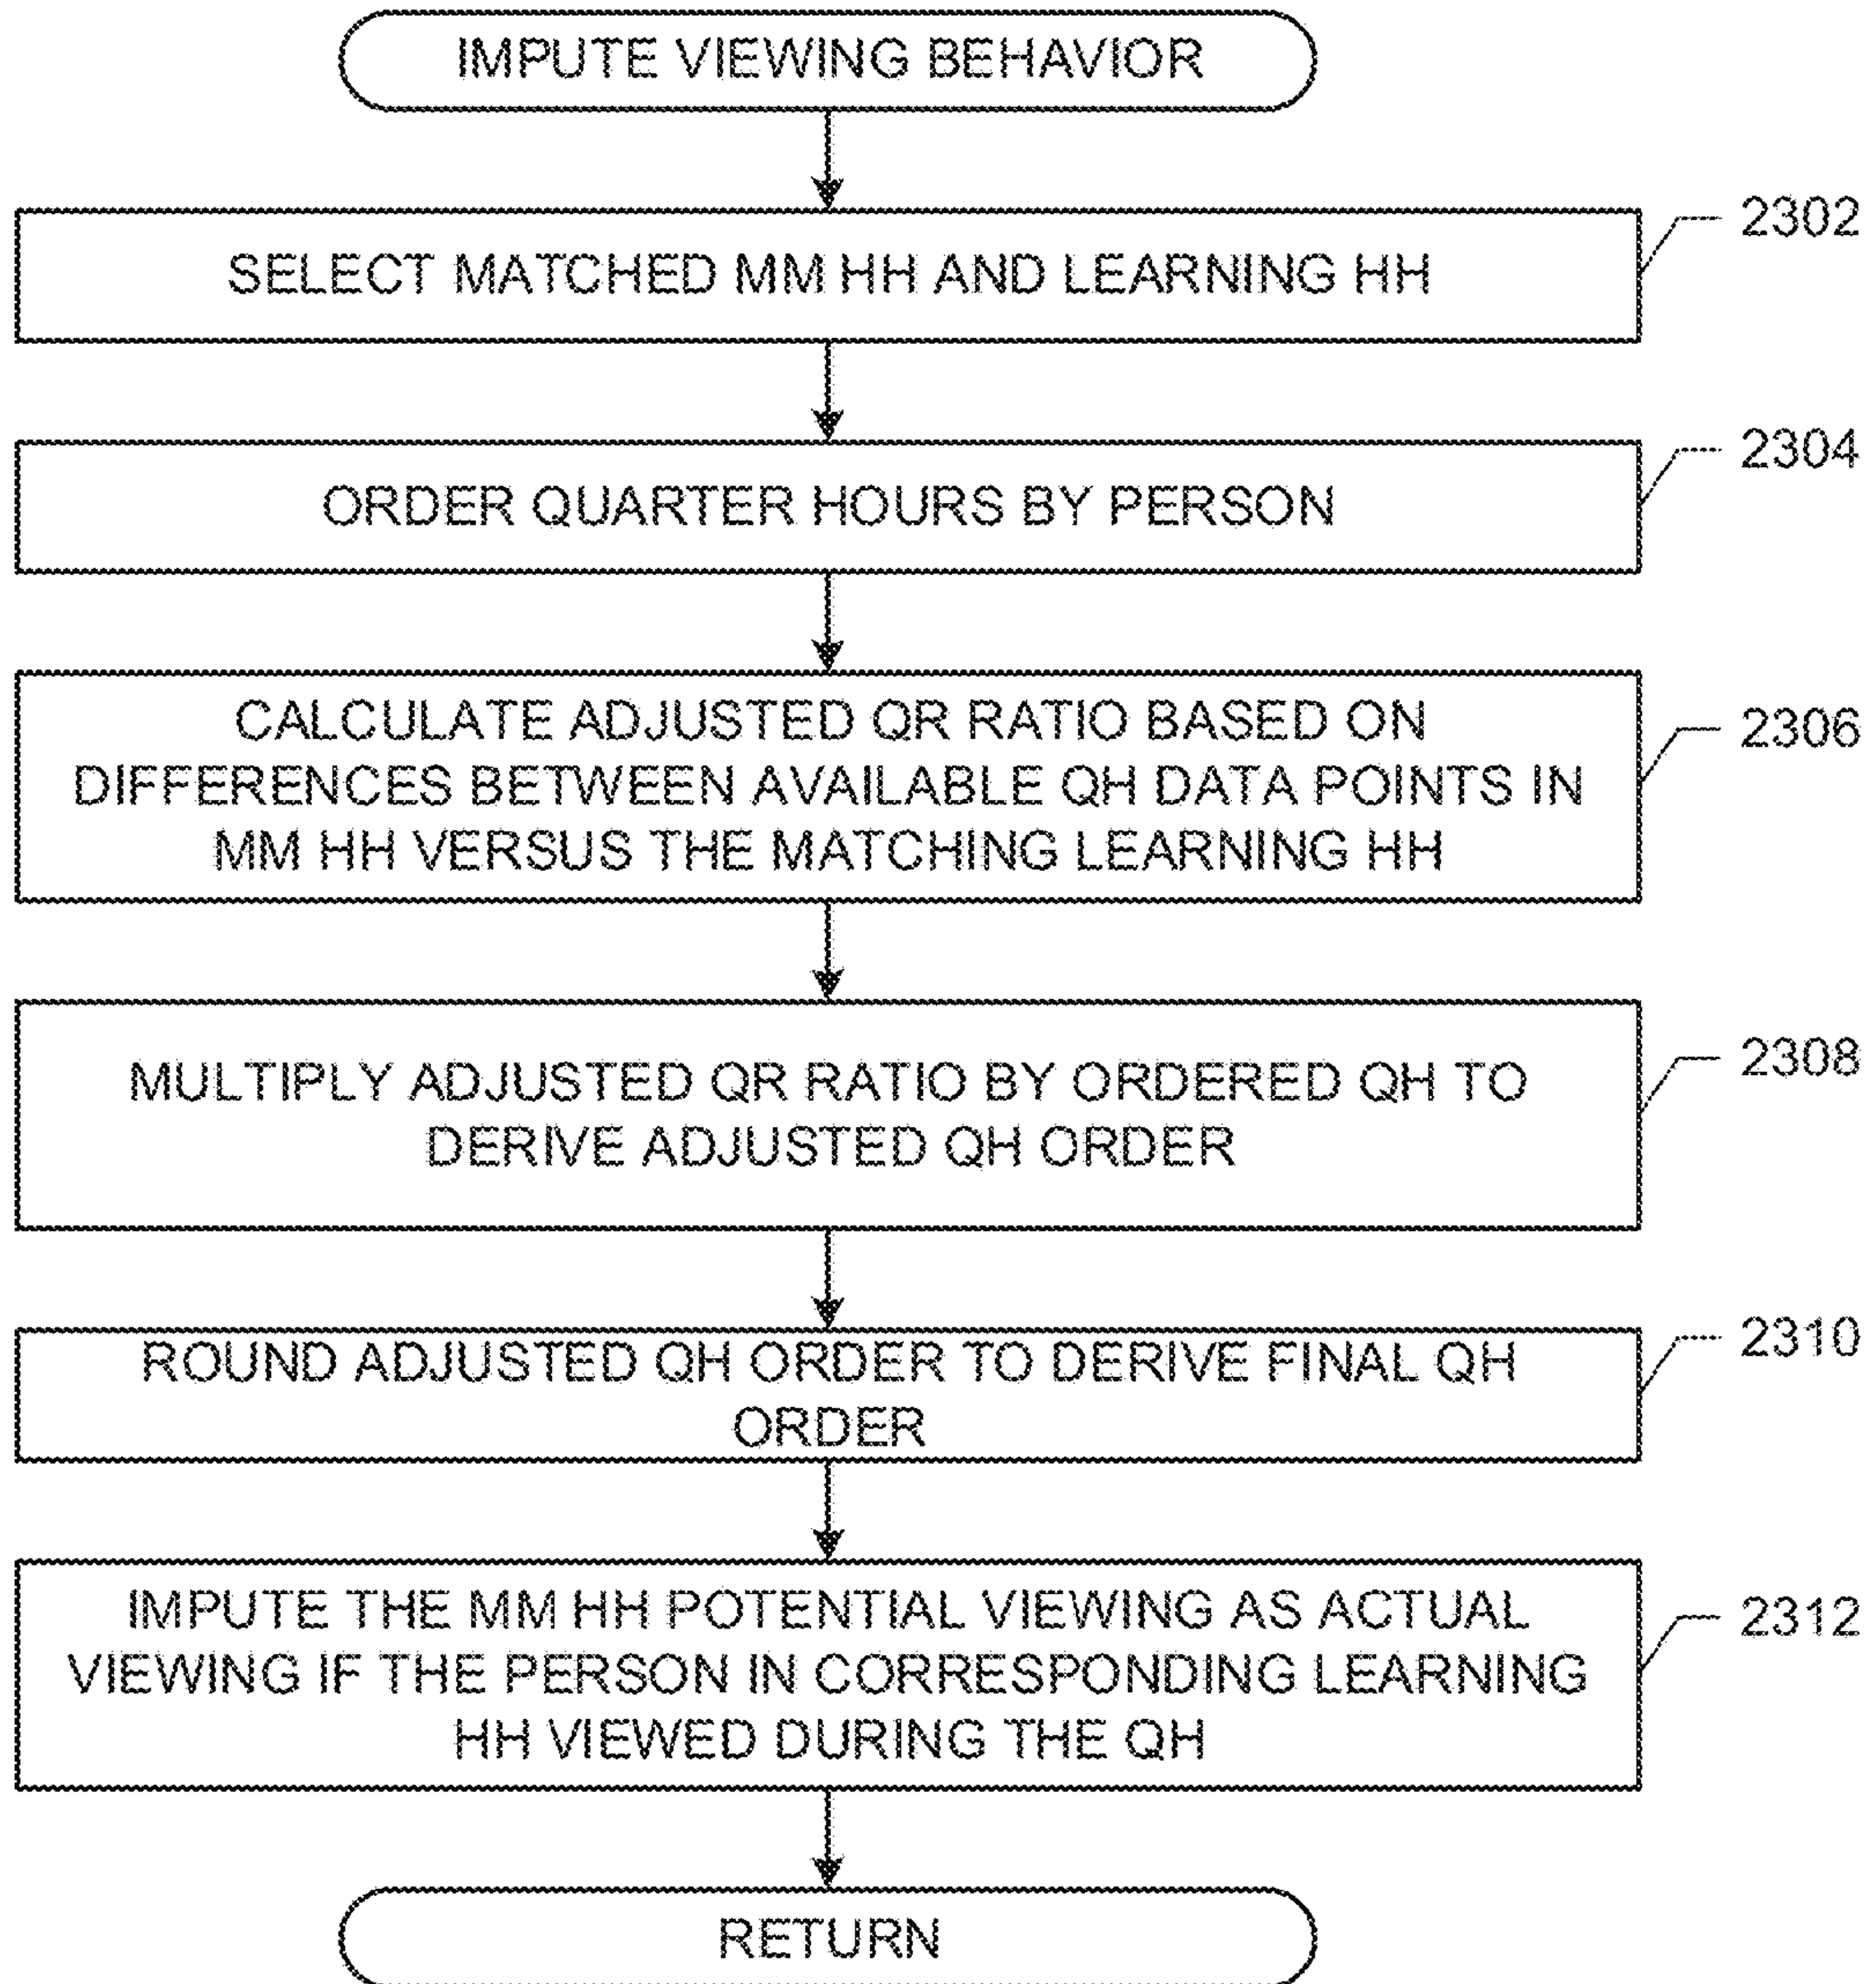 IMPUTE VIEWING BEHAVIOR
2302
SELECT MATCHED MM HH AND LEARNING HH
2304
ORDER QUARTER HOURS BY PERSON
CALCULATE ADJUSTED QR RATIO BASED ON
2306
DIFFERENCES BETWEEN AVAILABLE QH DATA POINTS IN
MM HH VERSUS THE MATCHING LEARNING HH
2308
MULTIPLY ADJUSTED QR RATIO BY ORDERED QH TO
DERIVE ADJUSTED QH ORDER
2310
ROUND ADJUSTED QH ORDER TO DERIVE FINAL QH
ORDER
2312
IMPUTE THE MM HH POTENTIAL VIEWING AS ACTUAL
VIEWING IF THE PERSON IN CORRESPONDING LEARNING
HH VIEWED DURING THE QH
RETURN